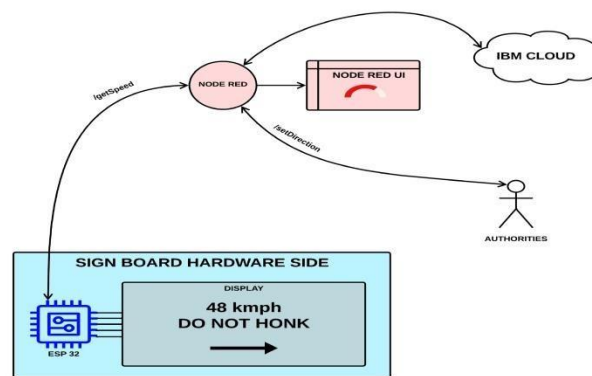 IBM CLOUD
NODE RED UI
NODE RED
/getSpeed
/setDirection
AUTHORITIES
SIGN BOARD HARDWARE SIDE
DISPLAY
48 kmph
DO NOT HONK
ESP 32